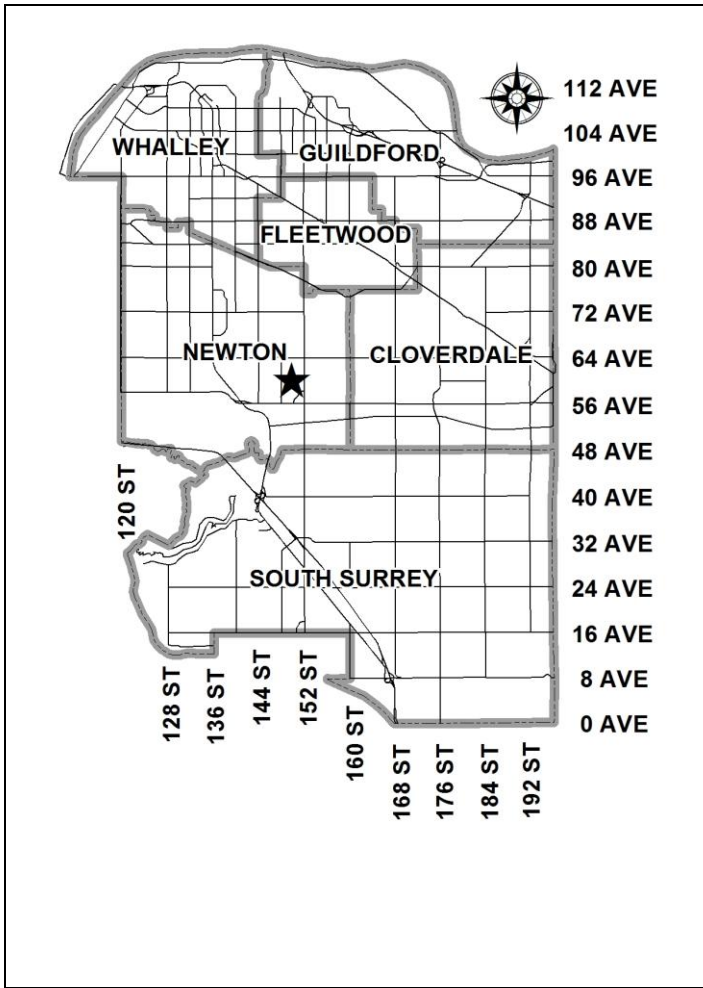 112 AVE
104 AVE
WHALLEY
GUILDFORD
96 AVE
88 AVE
FLEETWOOD
80 AVE
72 AVE
NEWTON
CLOVERDALE
64 AVE
56 AVE
48 AVE
120 ST
40 AVE
32 AVE
SOUTH SURREY
24 AVE
16 AVE
8 AVE
0 AVE
128 ST
136 ST
144 ST
152 ST
160 ST
168 ST
176 ST
184 ST
192 ST